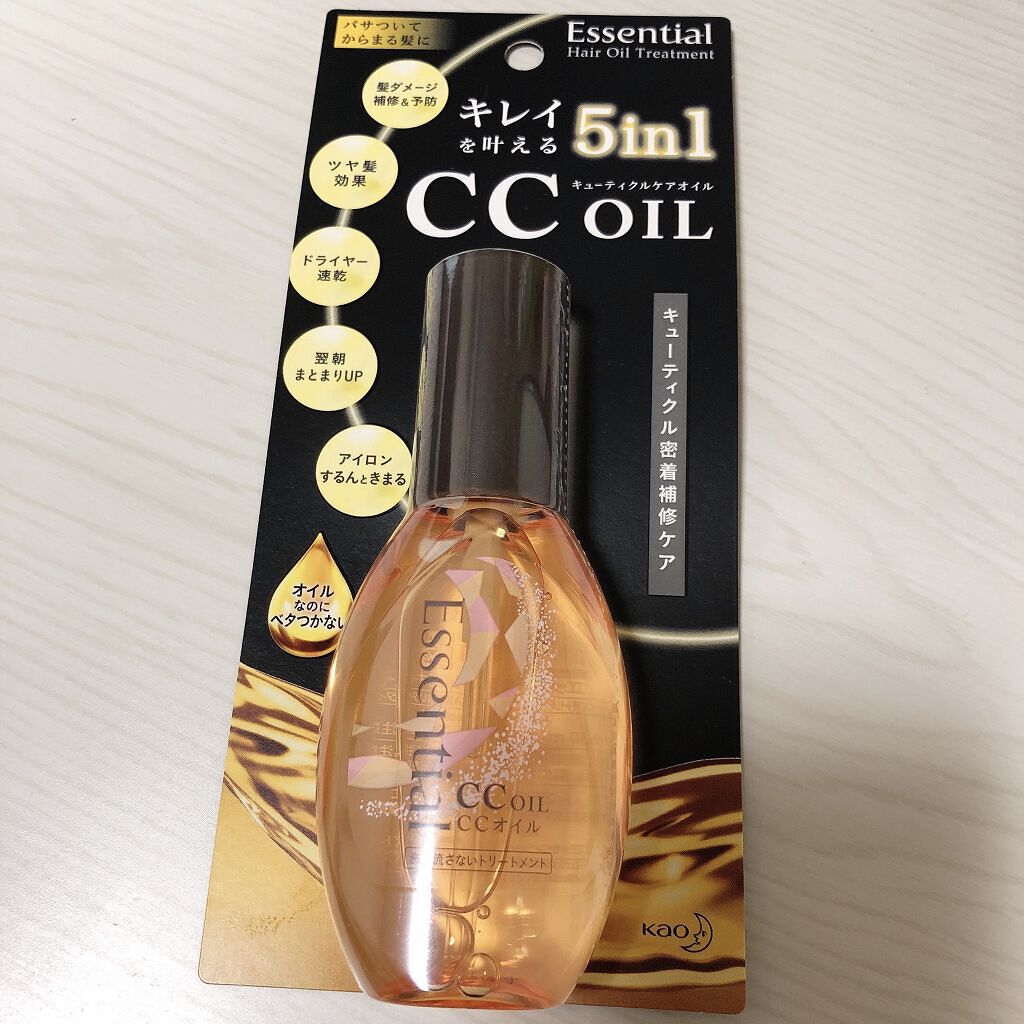 パサついて
からまる髪に
Essential
Hair Oil Treatment
髪ダメージ
補修&予防
キレイ
を叶える
5in1
キューティクルケアオイル
CC OIL
ツヤ髪
効果
ドライヤー
速乾
翌朝
まとまりUP
アイロン
するんときまる
キューティクル密着補修ケア
オイル
なのに
ベタつかない
Essential
CC OIL
CCオイル
流さないトリートメント
Kao